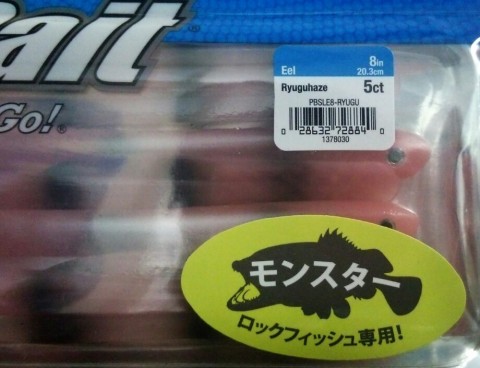 Bait
Go!®
Eel
8in
20.3cm
Ryuguhaze
5ct
PBSLE8-RYUGU
0 28632 72884 0
1378030
モンスター
ロックフィッシュ専用!